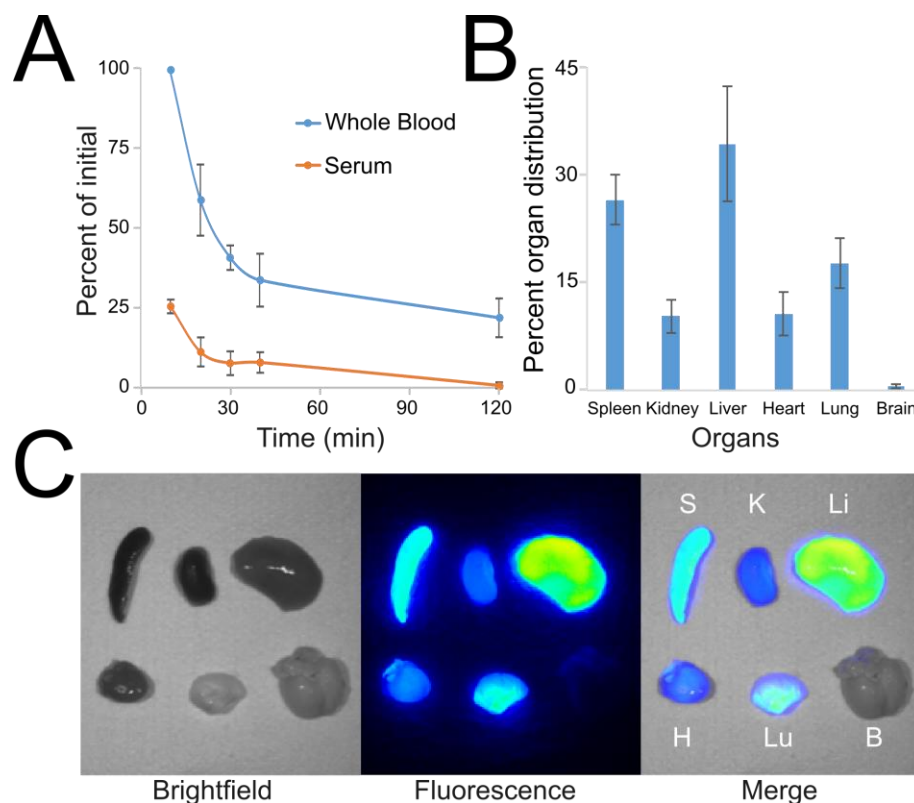 A
Percent of initial
100
75
50
25
0
0 30 60 90 120
Time (min)
Whole Blood
Serum
B
Percent organ distribution
45
30
15
0
Spleen Kidney Liver Heart Lung Brain
Organs
C
S K Li
H Lu B
Brightfield Fluorescence Merge